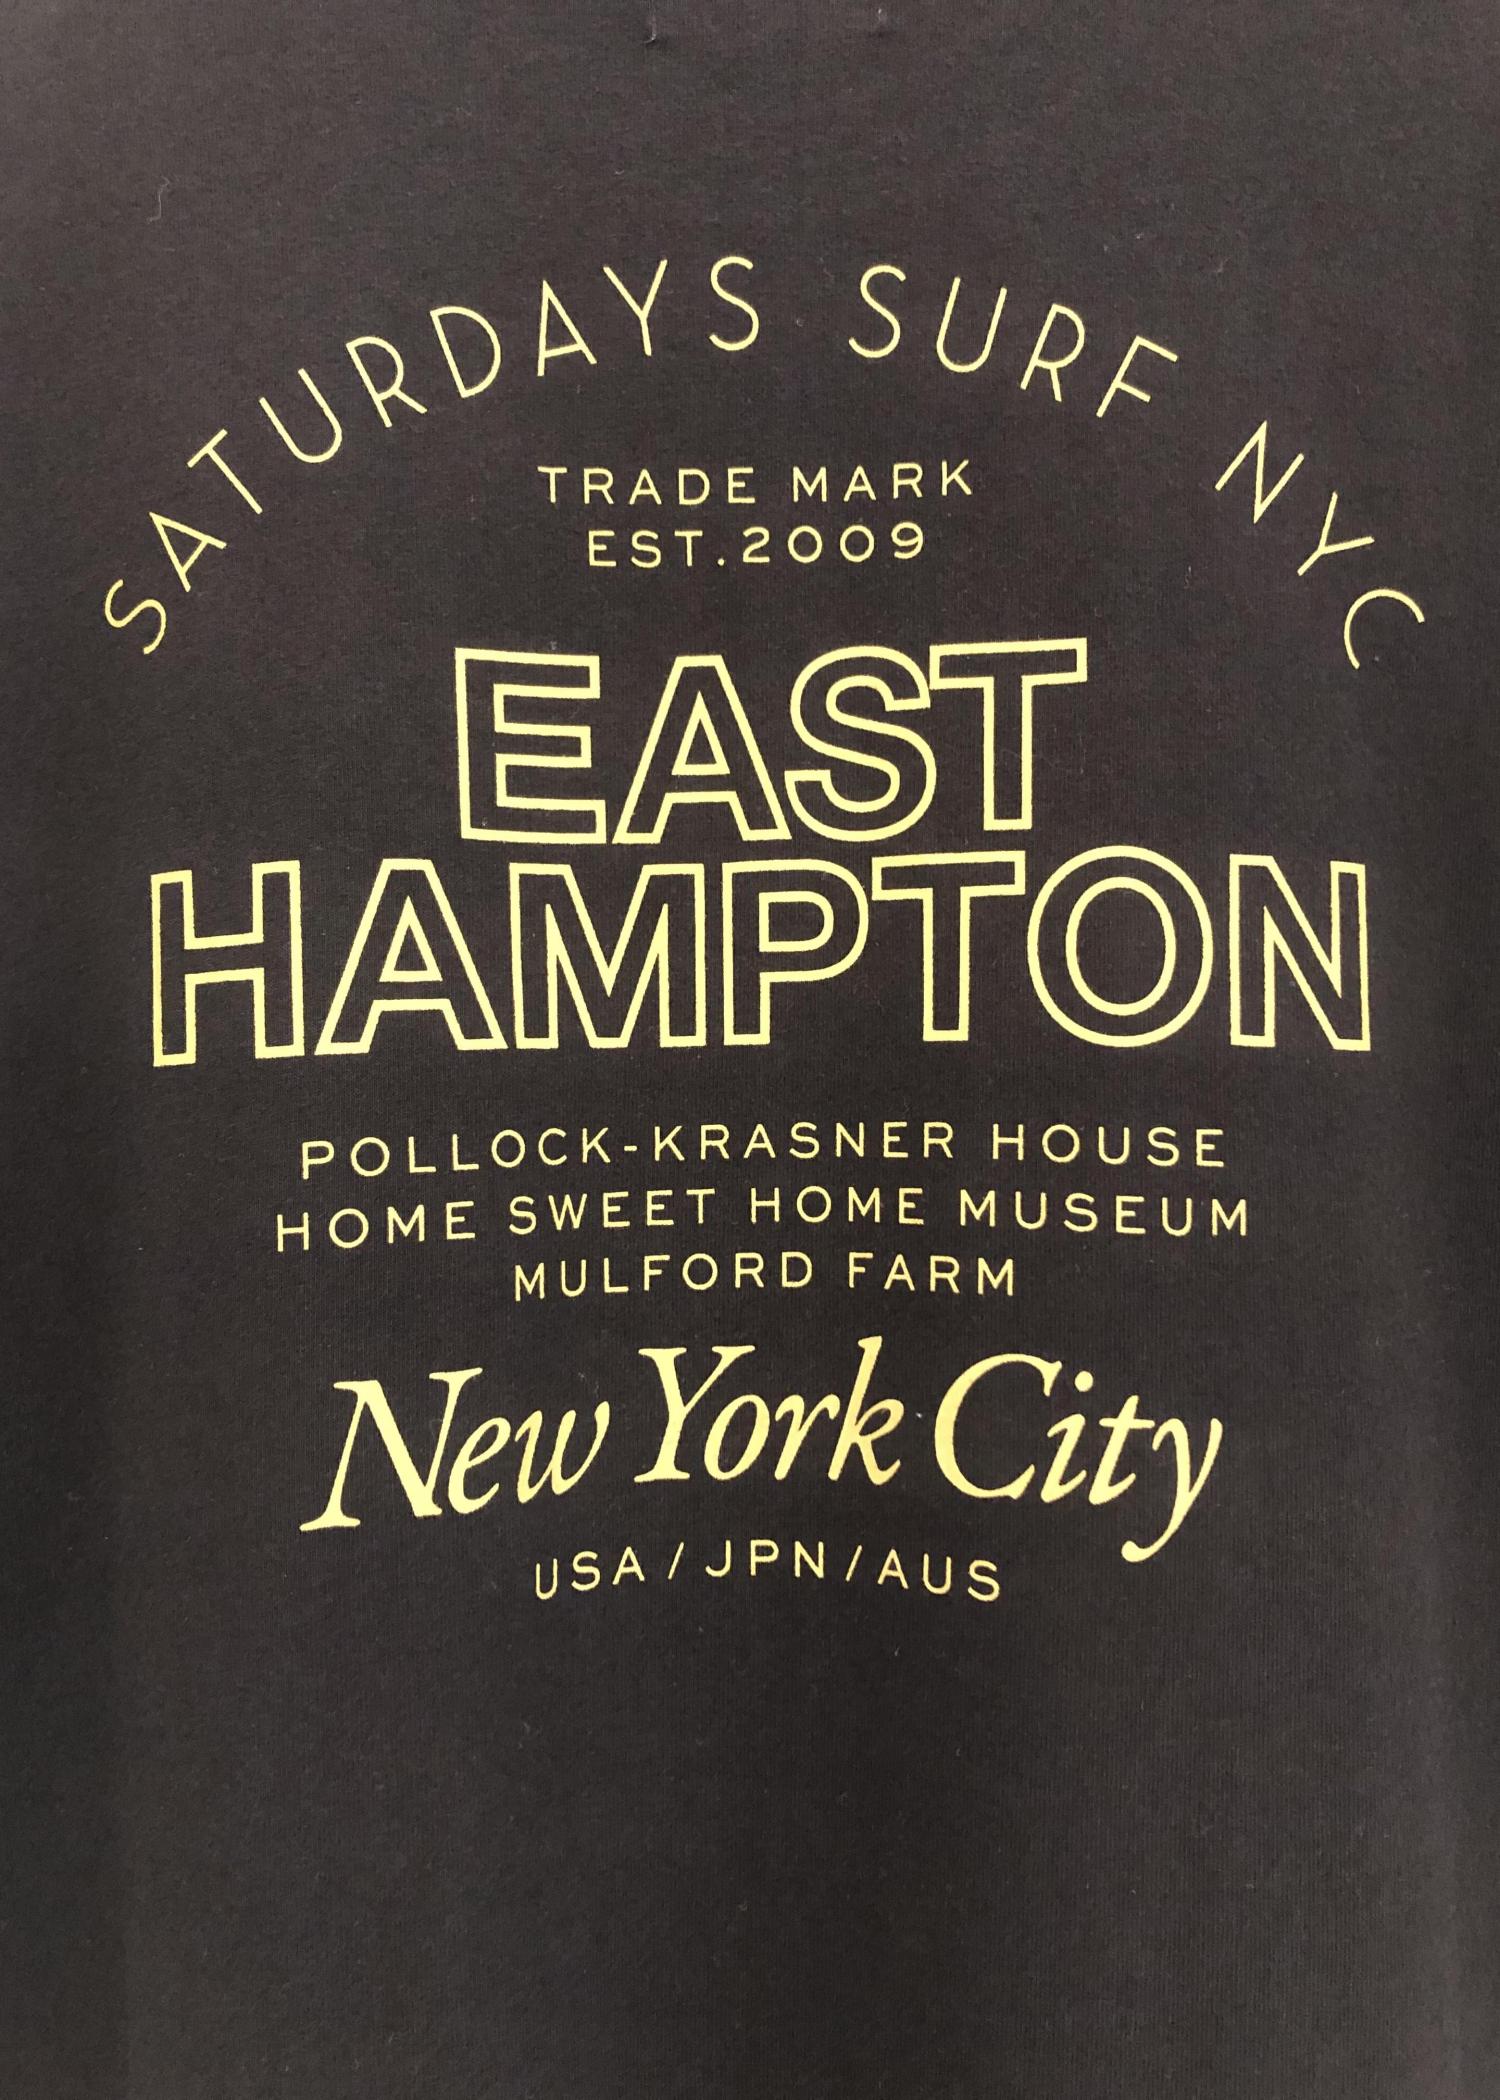 SATURDAYS SURF NYC
TRADE MARK
EST.2009
EAST
HAMPTON
POLLOCK-KRASNER HOUSE
HOME SWEET HOME MUSEUM
MULFORD FARM
New York City
USA/JPN/AUS